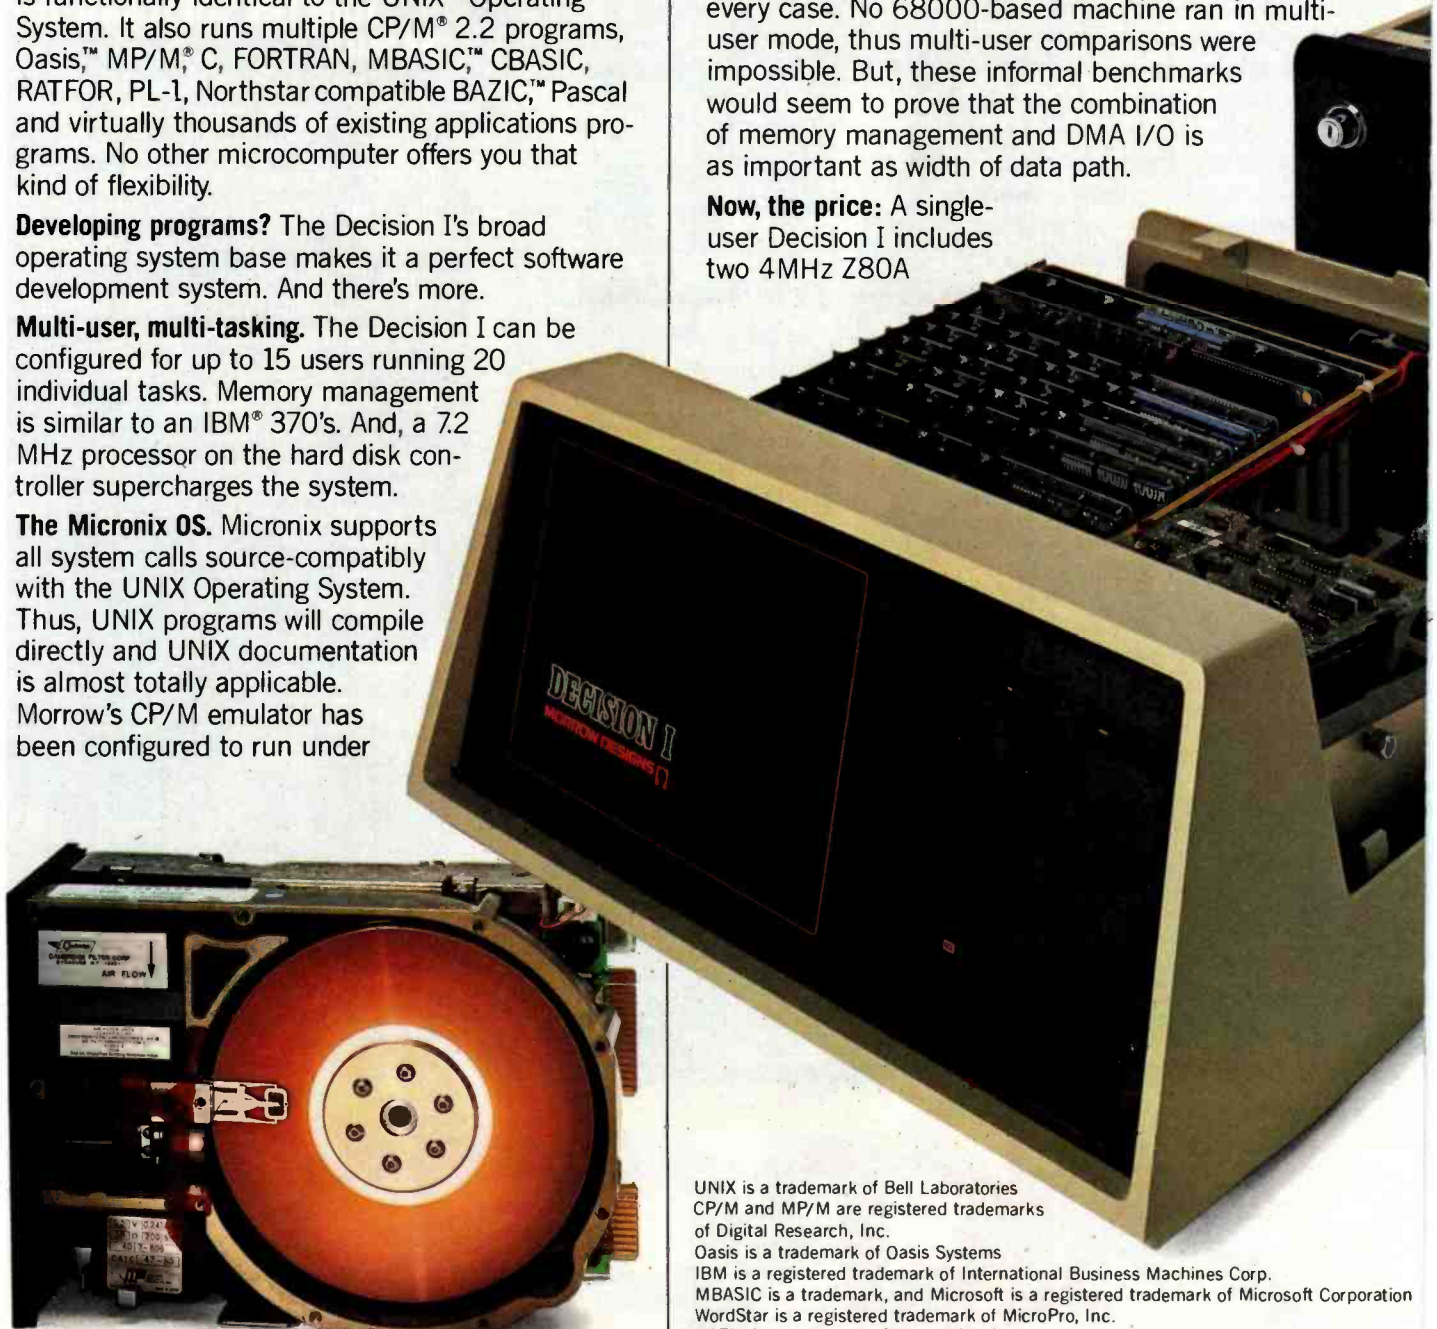 is functionally identical to the UNIX™ Operating
System. It also runs multiple CP/M® 2.2 programs,
Oasis,™ MP/M,® C, FORTRAN, MBASIC,™ CBASIC,
RATFOR, PL-1, Northstar compatible BAZIC,™ Pascal
and virtually thousands of existing applications pro-
grams. No other microcomputer offers you that
kind of flexibility.
Developing programs? The Decision I's broad
operating system base makes it a perfect software
development system. And there's more.
Multi-user, multi-tasking. The Decision I can be
configured for up to 15 users running 20
individual tasks. Memory management
is similar to an IBM® 370's. And, a 7.2
MHz processor on the hard disk con-
troller supercharges the system.
The Micronix OS. Micronix supports
all system calls source-compatibly
with the UNIX Operating System.
Thus, UNIX programs will compile
directly and UNIX documentation
is almost totally applicable.
Morrow's CP/M emulator has
been configured to run under
every case. No 68000-based machine ran in multi-
user mode, thus multi-user comparisons were
impossible. But, these informal benchmarks
would seem to prove that the combination
of memory management and DMA I/O is
as important as width of data path.
Now, the price: A single-
user Decision I includes
two 4MHz Z80A
DECISION I
MORROW DESIGNS
CAMBRIDGE FILTER CORP
AIR FLOW
UNIX is a trademark of Bell Laboratories
CP/M and MP/M are registered trademarks
of Digital Research, Inc.
Oasis is a trademark of Oasis Systems
IBM is a registered trademark of International Business Machines Corp.
MBASIC is a trademark, and Microsoft is a registered trademark of Microsoft Corporation
WordStar is a registered trademark of MicroPro, Inc.